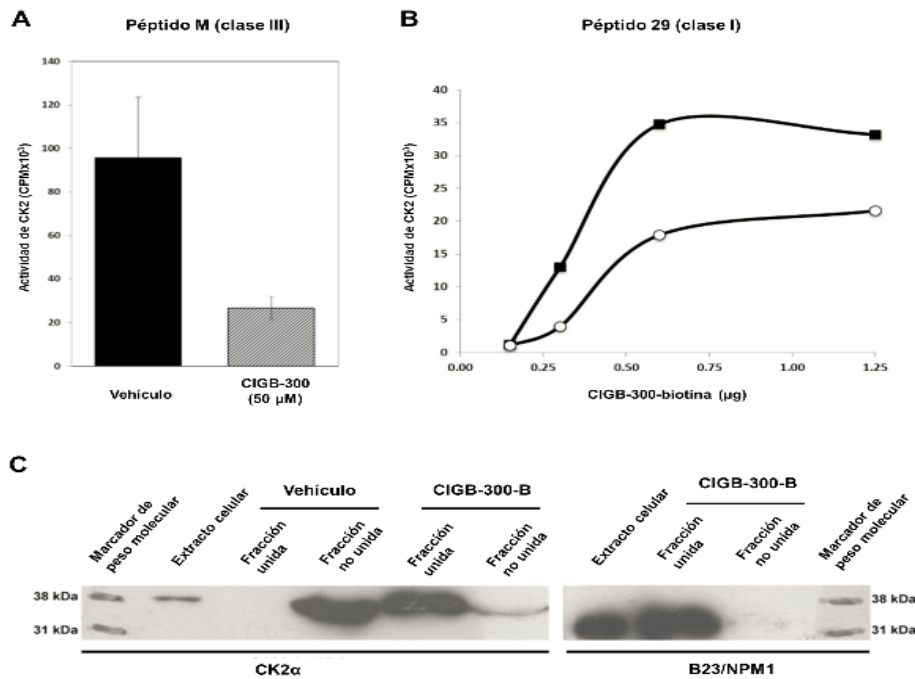 A
Péptido M (clase III)
Actividad de CK2 (CPMx10³)
140
120
100
80
60
40
20
0
Vehículo
CIGB-300
(50 µM)
B
Péptido 29 (clase I)
Actividad de CK2 (CPMx10³)
40
35
30
25
20
15
10
5
0
0.00
0.25
0.50
0.75
1.00
1.25
CIGB-300-biotina (µg)
C
Vehículo
CIGB-300-B
Marcador de
peso molecular
Extracto celular
Fracción
unida
Fracción
no unida
Fracción
unida
Fracción
no unida
38 kDa
31 kDa
CK2α
CIGB-300-B
Extracto celular
Fracción
unida
Fracción
no unida
Marcador de
peso molecular
38 kDa
31 kDa
B23/NPM1